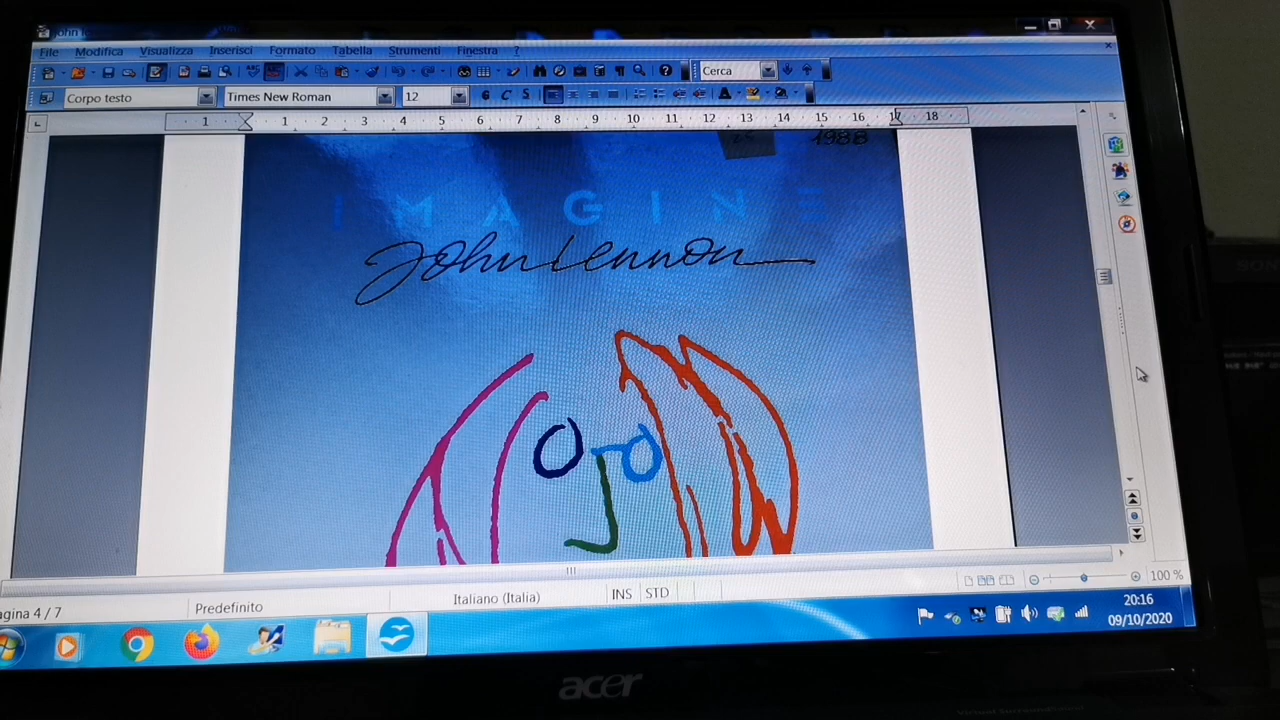 File Modifica Visualizza Inserisci Formato Tabella Strumenti Finestra ?
Cerca
Corpo testo Times New Roman 12 G C S A
1 1 2 3 4 5 6 7 8 9 10 11 12 13 14 15 16 17 18
1988
IMAGINE
John Lennon
agina 4 / 7 Predefinito Italiano (Italia) INS STD 100 %
20:16
09/10/2020
acer